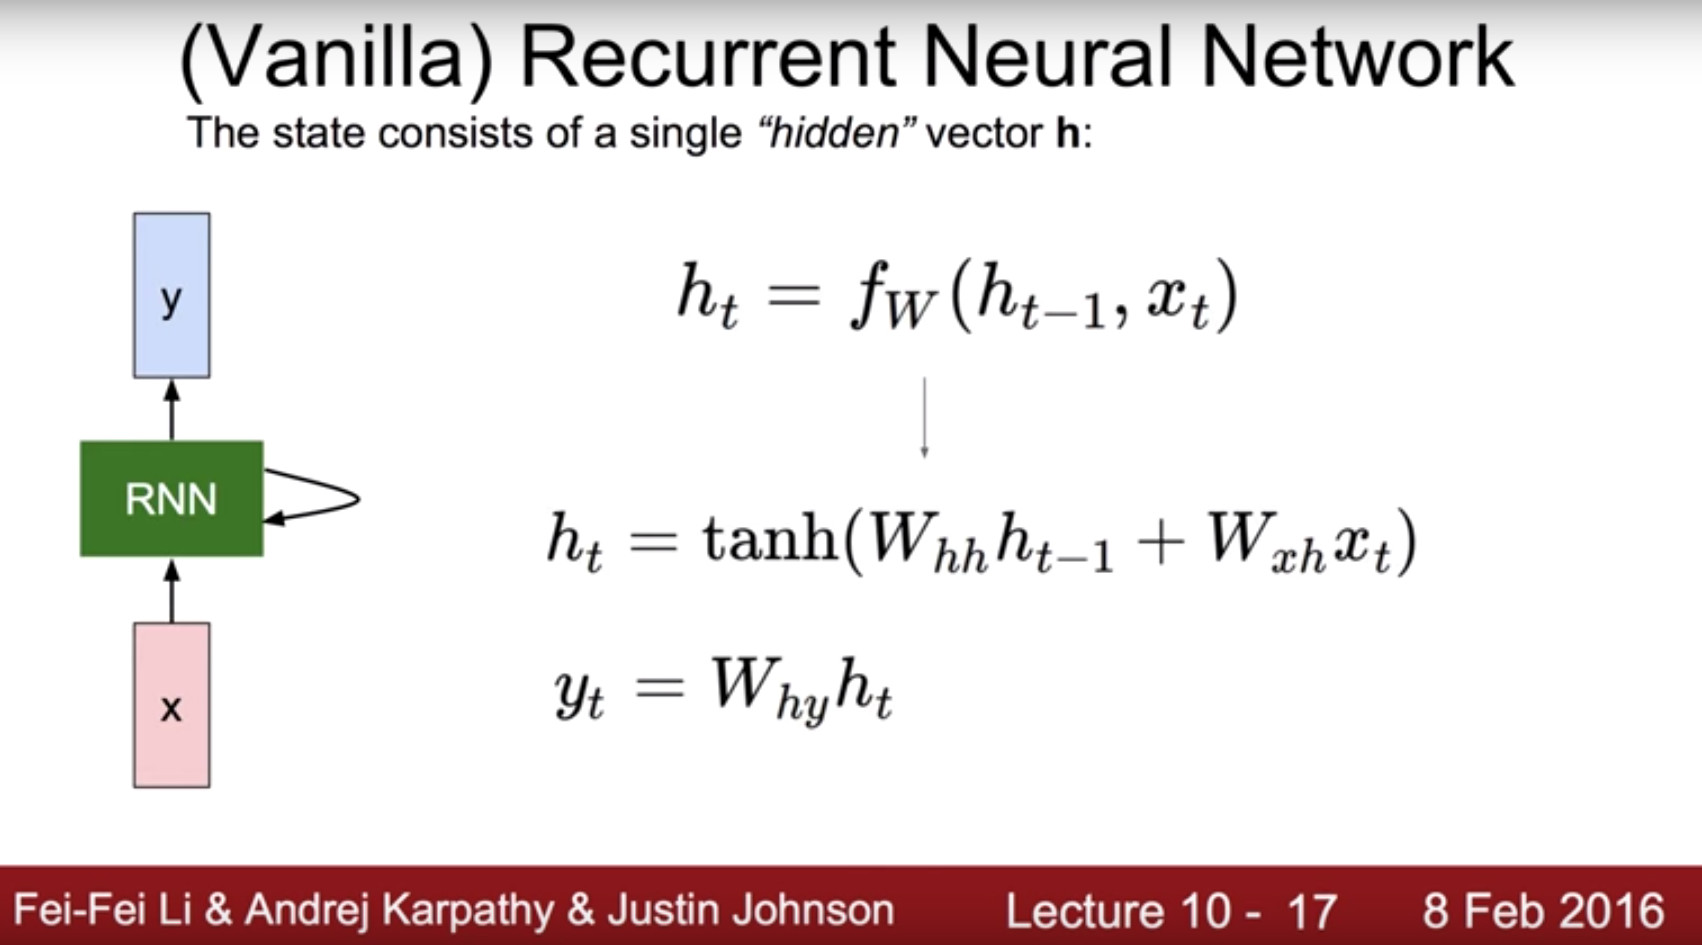 (Vanilla) Recurrent Neural Network
The state consists of a single “hidden” vector h:
y
RNN
x
h_t = f_W(h_{t−1}, x_t)
h_t = tanh(W_{hh}h_{t−1} + W_{xh}x_t)
y_t = W_{hy}h_t
Fei-Fei Li & Andrej Karpathy & Justin Johnson Lecture 10 - 17 8 Feb 2016